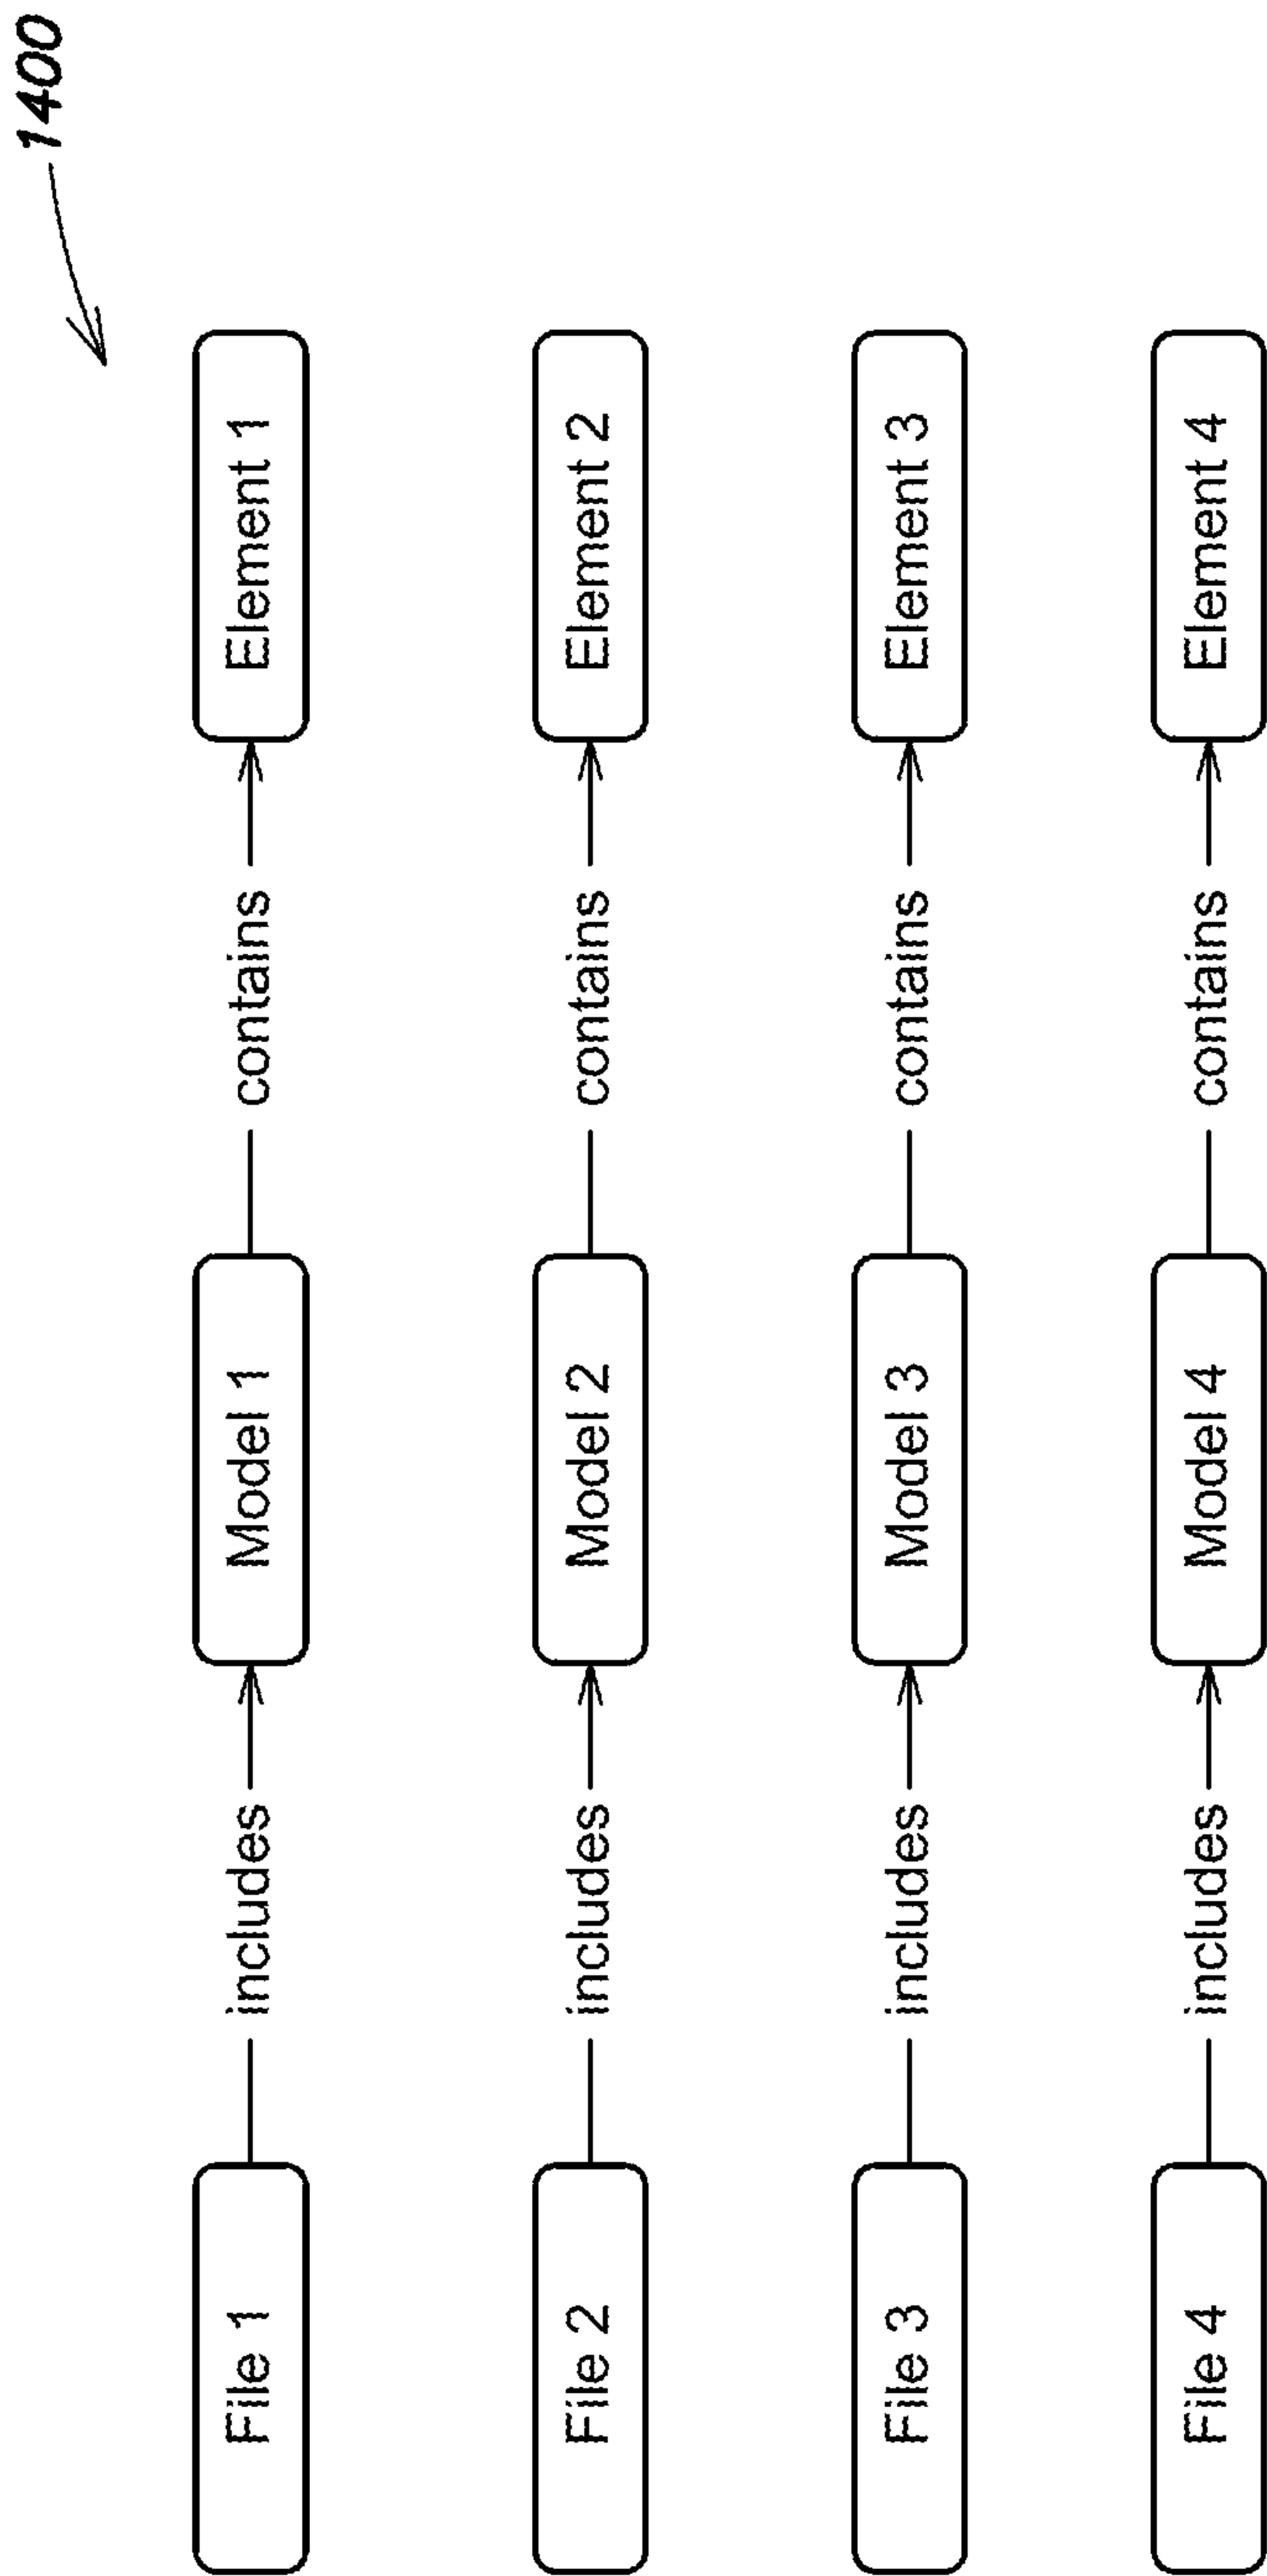 1400
File 1 includes Model 1 contains Element 1
File 2 includes Model 2 contains Element 2
File 3 includes Model 3 contains Element 3
File 4 includes Model 4 contains Element 4